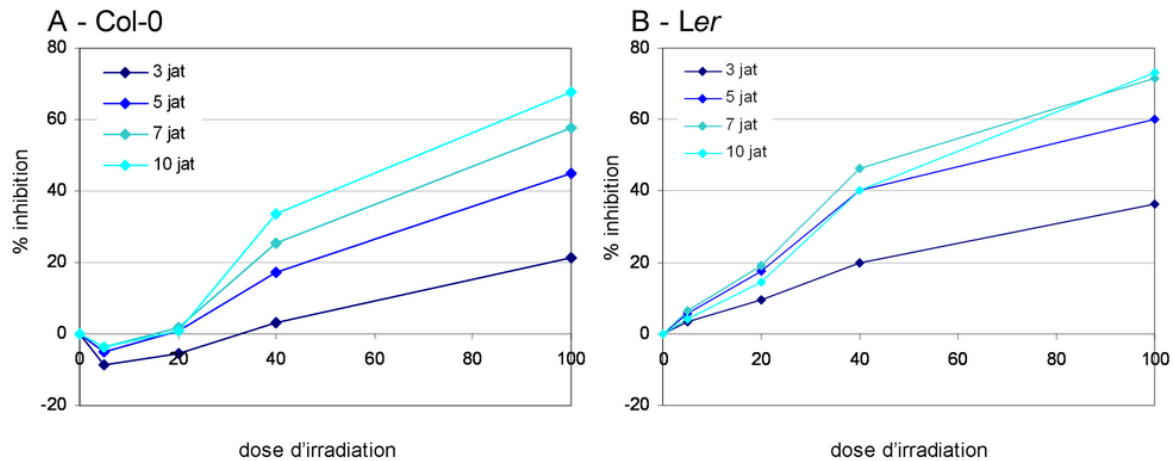 A - Col-0
80
60
40
20
0
-20
% inhibition
3 jat
5 jat
7 jat
10 jat
0 20 40 60 80 100
dose d'irradiation
B - Ler
80
60
40
20
0
-20
% inhibition
3 jat
5 jat
7 jat
10 jat
0 20 40 60 80 100
dose d'irradiation